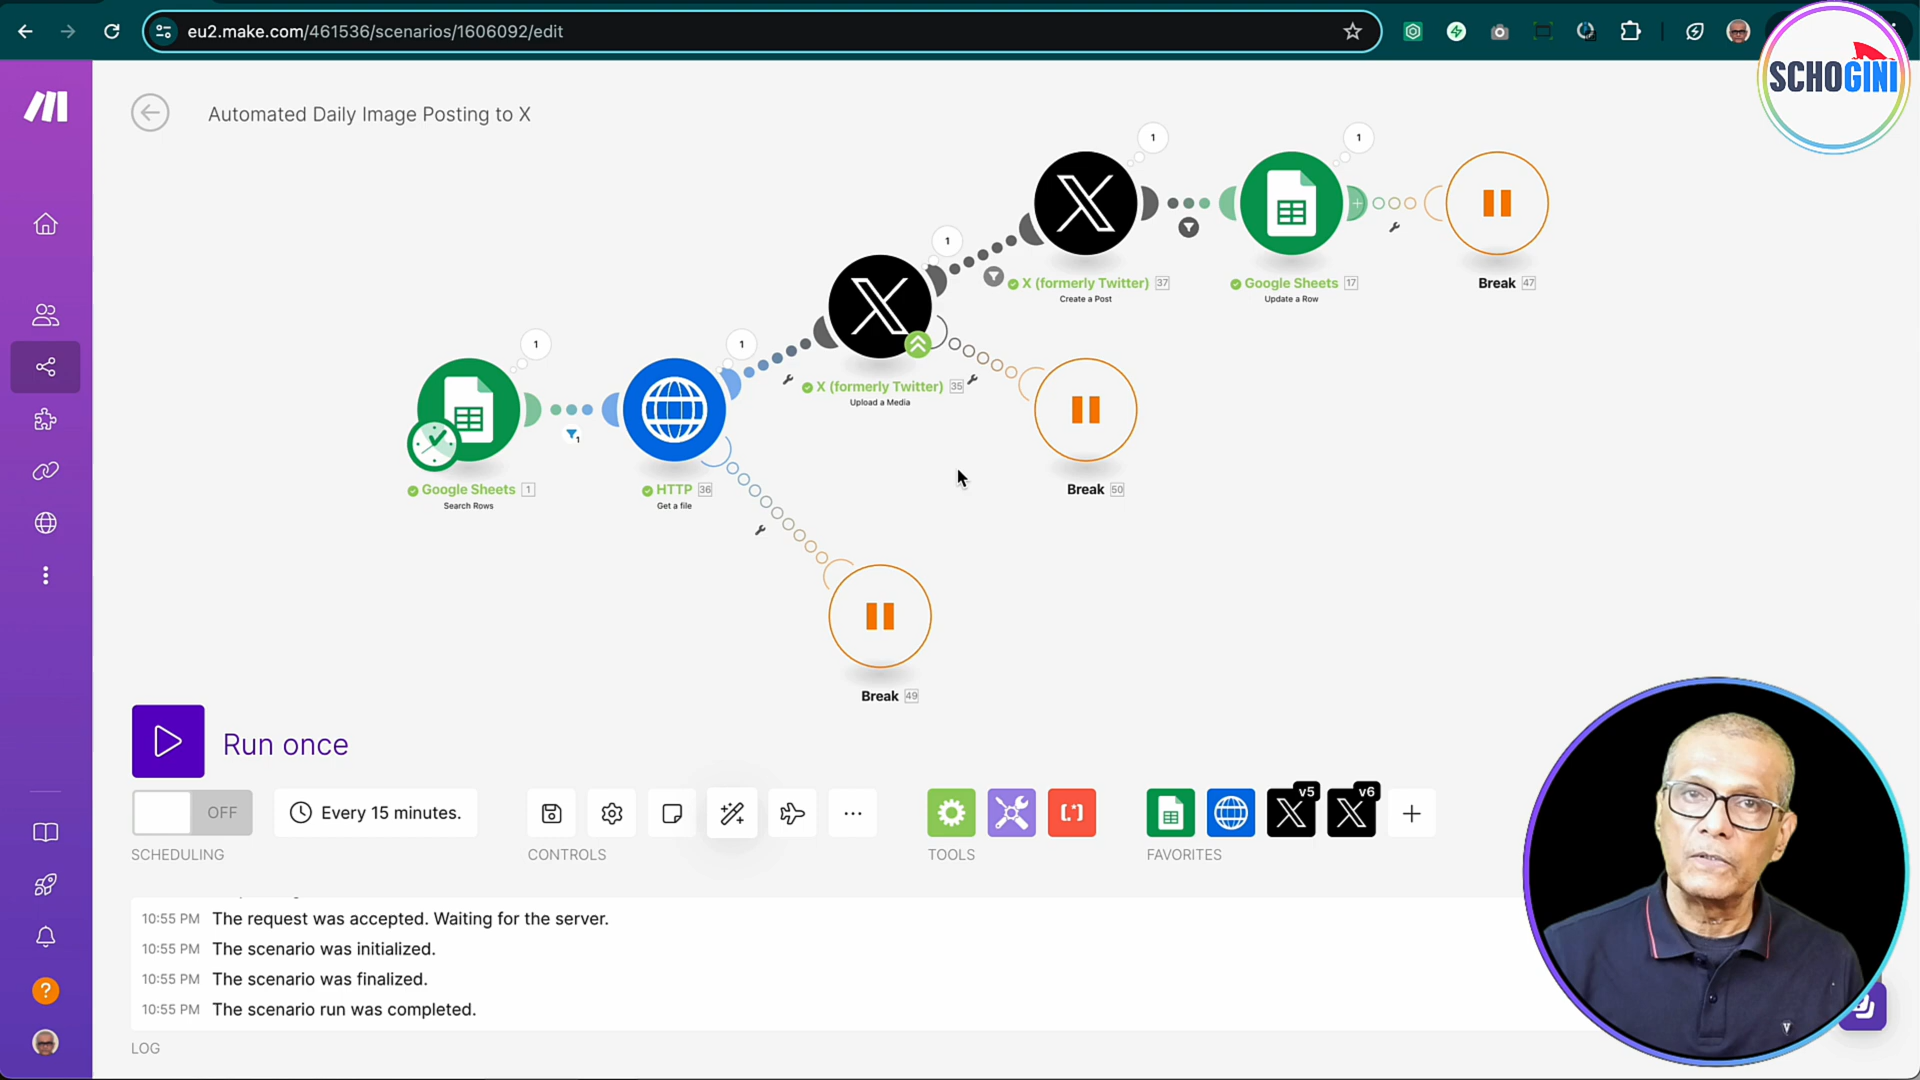 eu2.make.com/461536/scenarios/1606092/edit
SCHOGINI
Automated Daily Image Posting to X
1
1
X (formerly Twitter) 37
Create a Post
Google Sheets 17
Update a Row
Break 47
1
X (formerly Twitter) 35
Upload a Media
1
1
1
Google Sheets 1
Search Rows
HTTP 36
Get a file
Break 50
Break 49
Run once
OFF
Every 15 minutes.
[.*]
v5
v6
SCHEDULING
CONTROLS
TOOLS
FAVORITES
10:55 PM The request was accepted. Waiting for the server.
10:55 PM The scenario was initialized.
10:55 PM The scenario was finalized.
10:55 PM The scenario run was completed.
LOG